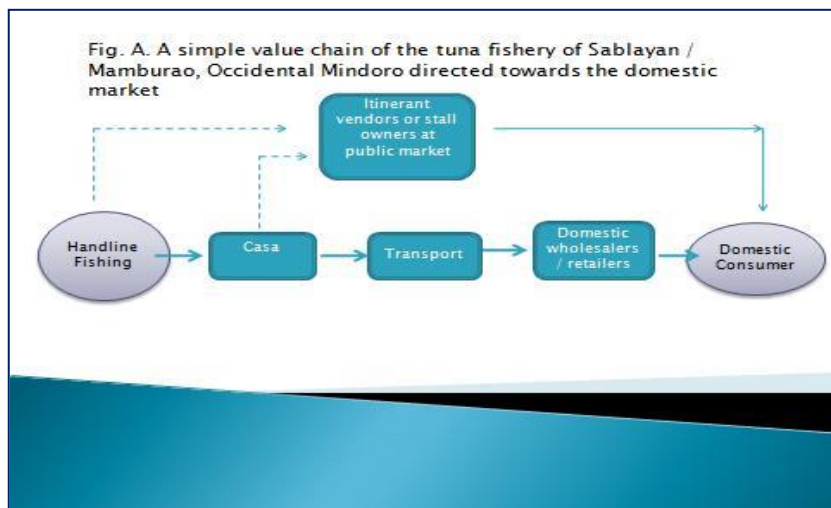 Fig. A. A simple value chain of the tuna fishery of Sablayan /
Mamburao, Occidental Mindoro directed towards the domestic
market
Itinerant
vendors or stall
owners at
public market
Handline
Fishing
Casa
Transport
Domestic
wholesalers
/ retailers
Domestic
Consumer